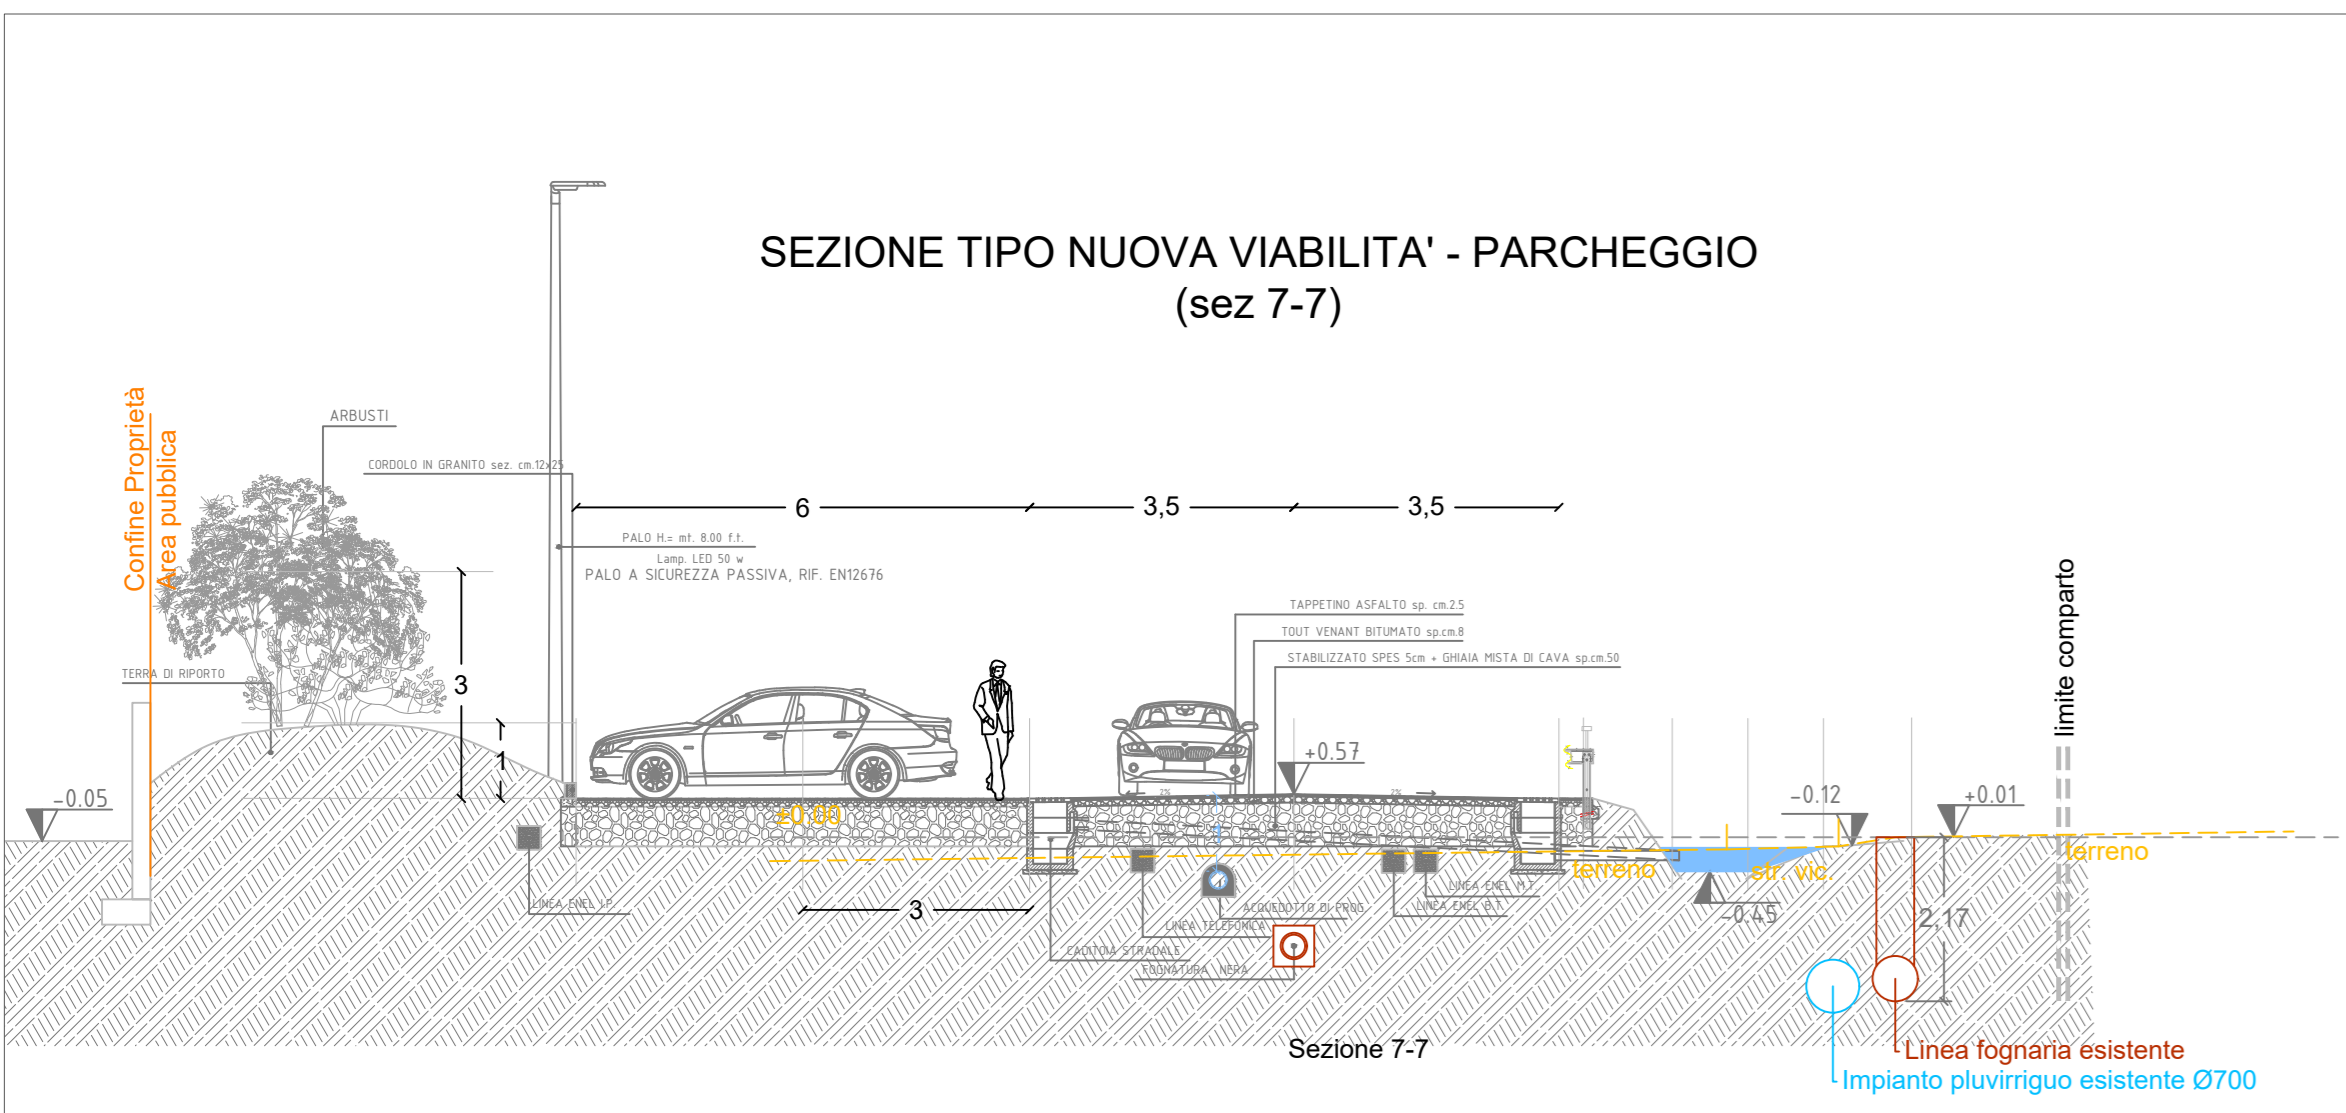 SEZIONE TIPO NUOVA VIABILITA' - PARCHEGGIO
(sez 7-7)
Confine Proprietà
Area pubblica
ARBUSTI
CORDOLO IN GRANITO sez. cm.12x25
6
3,5
3,5
PALO H.= mt. 8.00 f.t.
Lamp. LED 50 w
PALO A SICUREZZA PASSIVA, RIF. EN12676
TAPPETINO ASFALTO sp. cm.2.5
TOUT VENANT BITUMATO sp.cm.8
STABILIZZATO SPES 5cm + GHIAIA MISTA DI CAVA sp.cm.50
limite comparto
TERRA DI RIPORTO
3
1
+0.57
-0.05
2%
2%
-0.12
+0.01
±0.00
terreno
str. vic.
terreno
LINEA ENEL I.P.
3
LINEA ENEL M.T.
LINEA ENEL B.T.
ACQUEDOTTO DI PROG.
LINEA TELEFONICA
CADITOIA STRADALE
FOGNATURA NERA
-0.45
2,17
Sezione 7-7
Linea fognaria esistente
Impianto pluvirriguo esistente Ø700